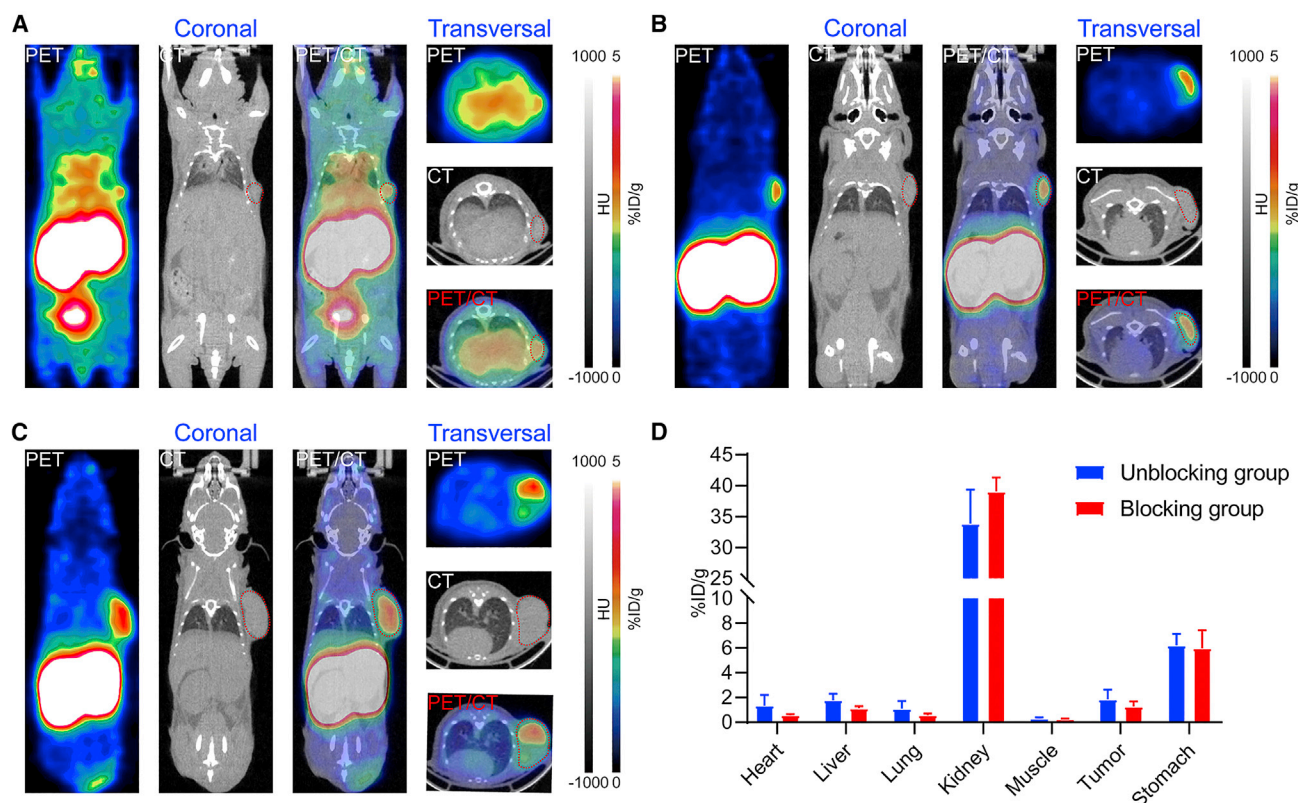 A
Coronal
Transversal
PET
CT
PET/CT
PET
1000 5
CT
HU
%ID/g
PET/CT
-1000 0
B
Coronal
Transversal
PET
CT
PET/CT
PET
1000 5
CT
HU
%ID/g
PET/CT
-1000 0
C
Coronal
Transversal
PET
CT
PET/CT
PET
1000 5
CT
HU
%ID/g
PET/CT
-1000 0
D
45
40
35
30
25
10
8
6
4
2
0
%ID/g
Unblocking group
Blocking group
Heart
Liver
Lung
Kidney
Muscle
Tumor
Stomach